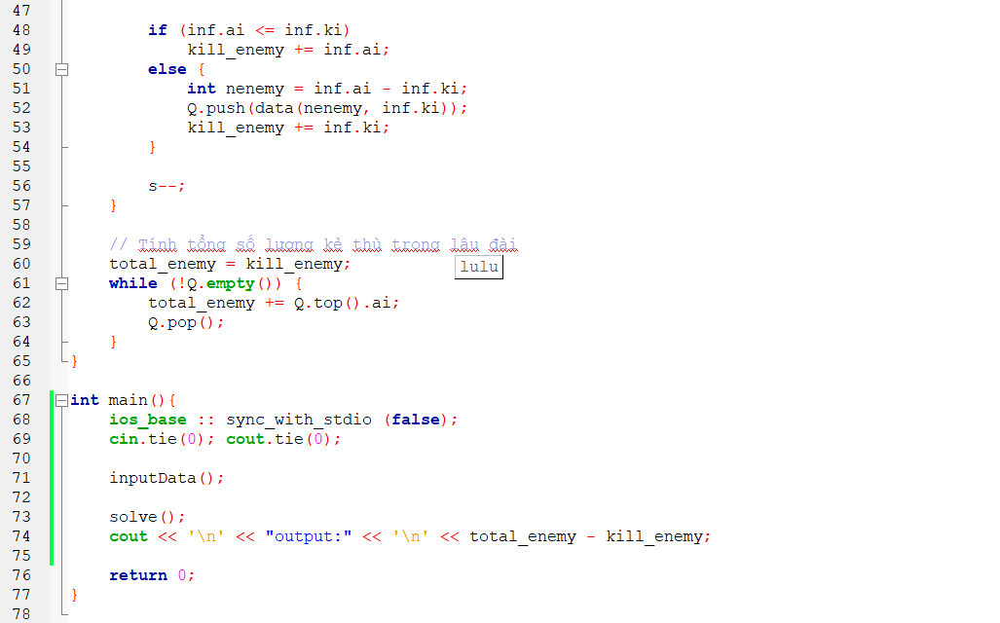 47
48 if (inf.ai <= inf.ki)
49 kill_enemy += inf.ai;
50 else {
51 int nenemy = inf.ai - inf.ki;
52 Q.push(data(nenemy, inf.ki));
53 kill_enemy += inf.ki;
54 }
55
56 s--;
57 }
58
59 // Tính tổng số lượng kẻ thù trong lâu đài
60 total_enemy = kill_enemy;
lulu
61 while (!Q.empty()) {
62 total_enemy += Q.top().ai;
63 Q.pop();
64 }
65 }
66
67 int main(){
68 ios_base :: sync_with_stdio (false);
69 cin.tie(0); cout.tie(0);
70
71 inputData();
72
73 solve();
74 cout << '\n' << "output:" << '\n' << total_enemy - kill_enemy;
75
76 return 0;
77 }
78